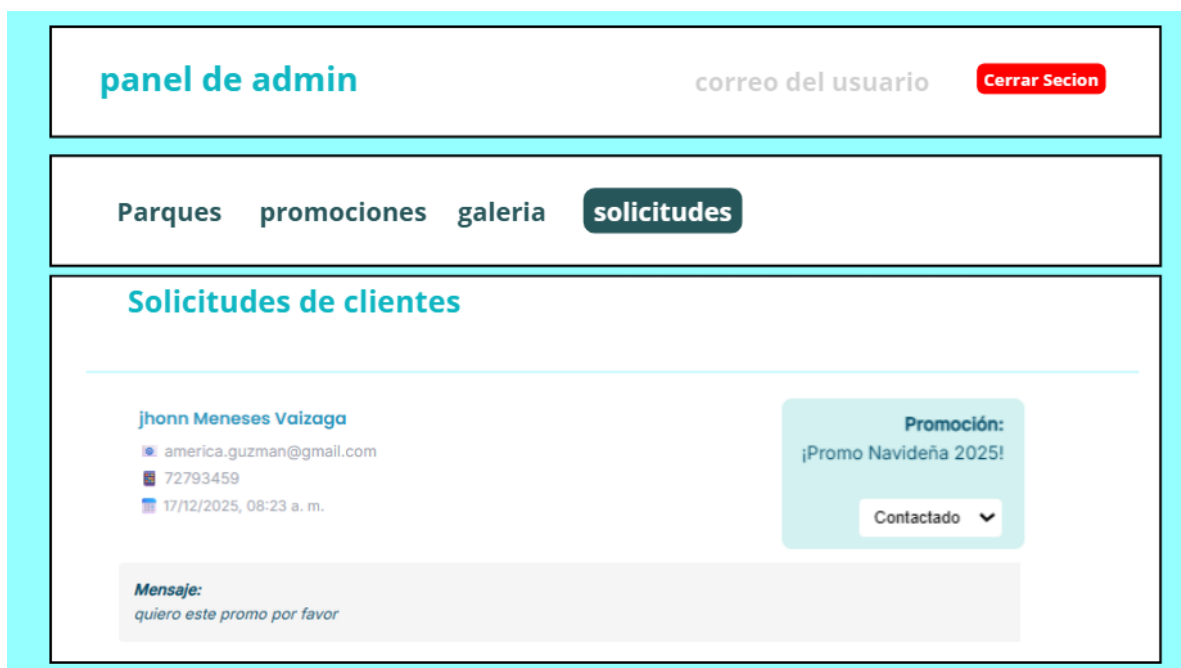 panel de admin
correo del usuario
Cerrar Secion
Parques promociones galeria solicitudes
Solicitudes de clientes
jhonn Meneses Vaizaga
america.guzman@gmail.com
72793459
17/12/2025, 08:23 a. m.
Promoción:
¡Promo Navideña 2025!
Contactado
Mensaje:
quiero este promo por favor